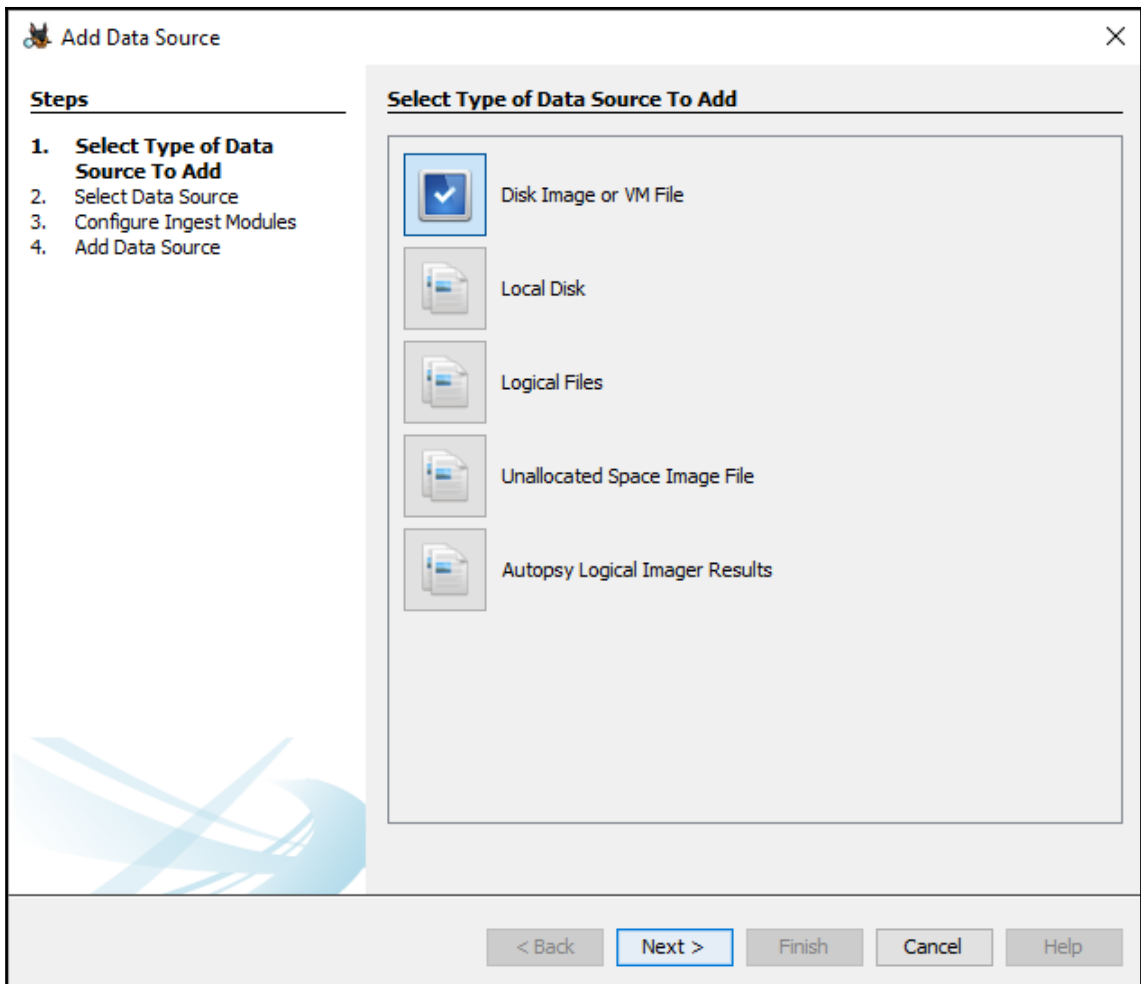 Add Data Source
Steps
1. Select Type of Data
Source To Add
2. Select Data Source
3. Configure Ingest Modules
4. Add Data Source
Select Type of Data Source To Add
Disk Image or VM File
Local Disk
Logical Files
Unallocated Space Image File
Autopsy Logical Imager Results
< Back
Next >
Finish
Cancel
Help